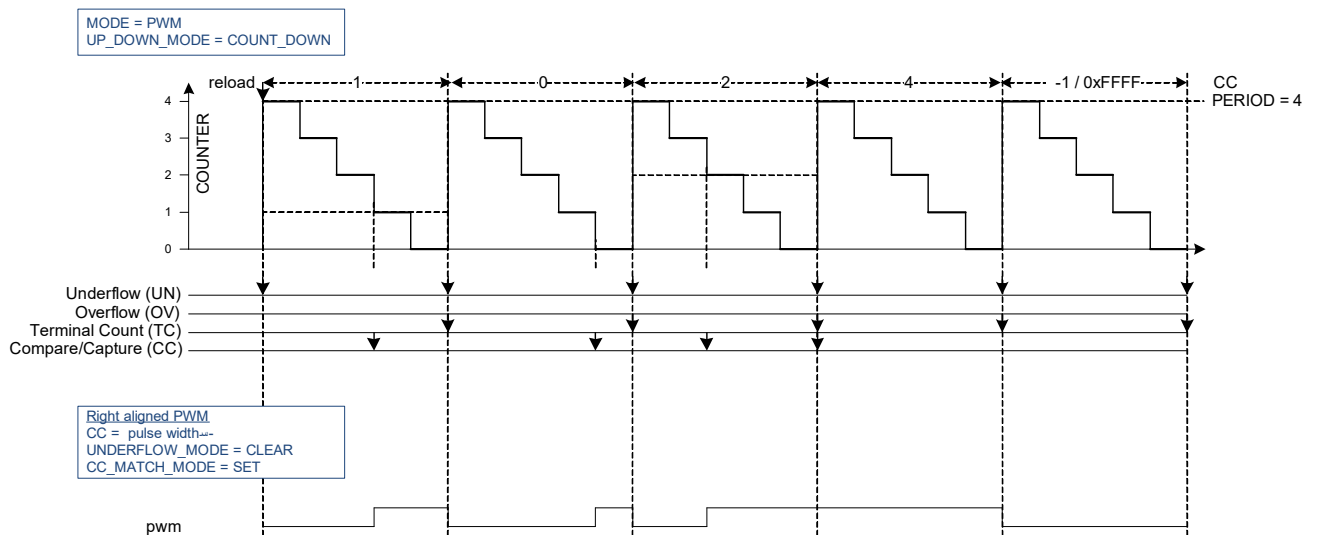 MODE = PWM
UP_DOWN_MODE = COUNT_DOWN
reload 1 0 2 4 -1 / 0xFFFF CC
PERIOD = 4
4
3
2
1
0
COUNTER
Underflow (UN)
Overflow (OV)
Terminal Count (TC)
Compare/Capture (CC)
Right aligned PWM
CC = pulse width
UNDERFLOW_MODE = CLEAR
CC_MATCH_MODE = SET
pwm